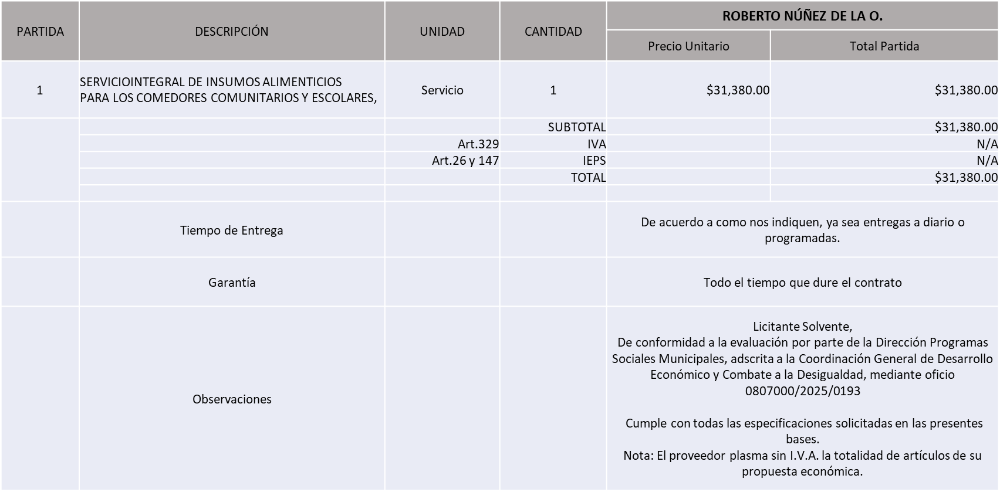 PARTIDA DESCRIPCIÓN UNIDAD CANTIDAD ROBERTO NÚÑEZ DE LA O.
Precio Unitario Total Partida
1 SERVICIOINTEGRAL DE INSUMOS ALIMENTICIOS
PARA LOS COMEDORES COMUNITARIOS Y ESCOLARES, Servicio 1 $31,380.00 $31,380.00
SUBTOTAL $31,380.00
Art.329 IVA N/A
Art.26 y 147 IEPS N/A
TOTAL $31,380.00
Tiempo de Entrega De acuerdo a como nos indiquen, ya sea entregas a diario o
programadas.
Garantía Todo el tiempo que dure el contrato
Observaciones
Licitante Solvente,
De conformidad a la evaluación por parte de la Dirección Programas
Sociales Municipales, adscrita a la Coordinación General de Desarrollo
Económico y Combate a la Desigualdad, mediante oficio
0807000/2025/0193
Cumple con todas las especificaciones solicitadas en las presentes
bases.
Nota: El proveedor plasma sin I.V.A. la totalidad de artículos de su
propuesta económica.